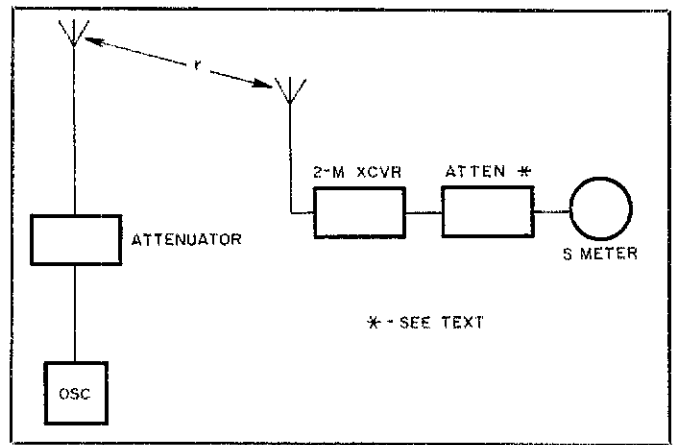 r
2-M XCVR
ATTEN *
ATTENUATOR
S METER
* - SEE TEXT
OSC